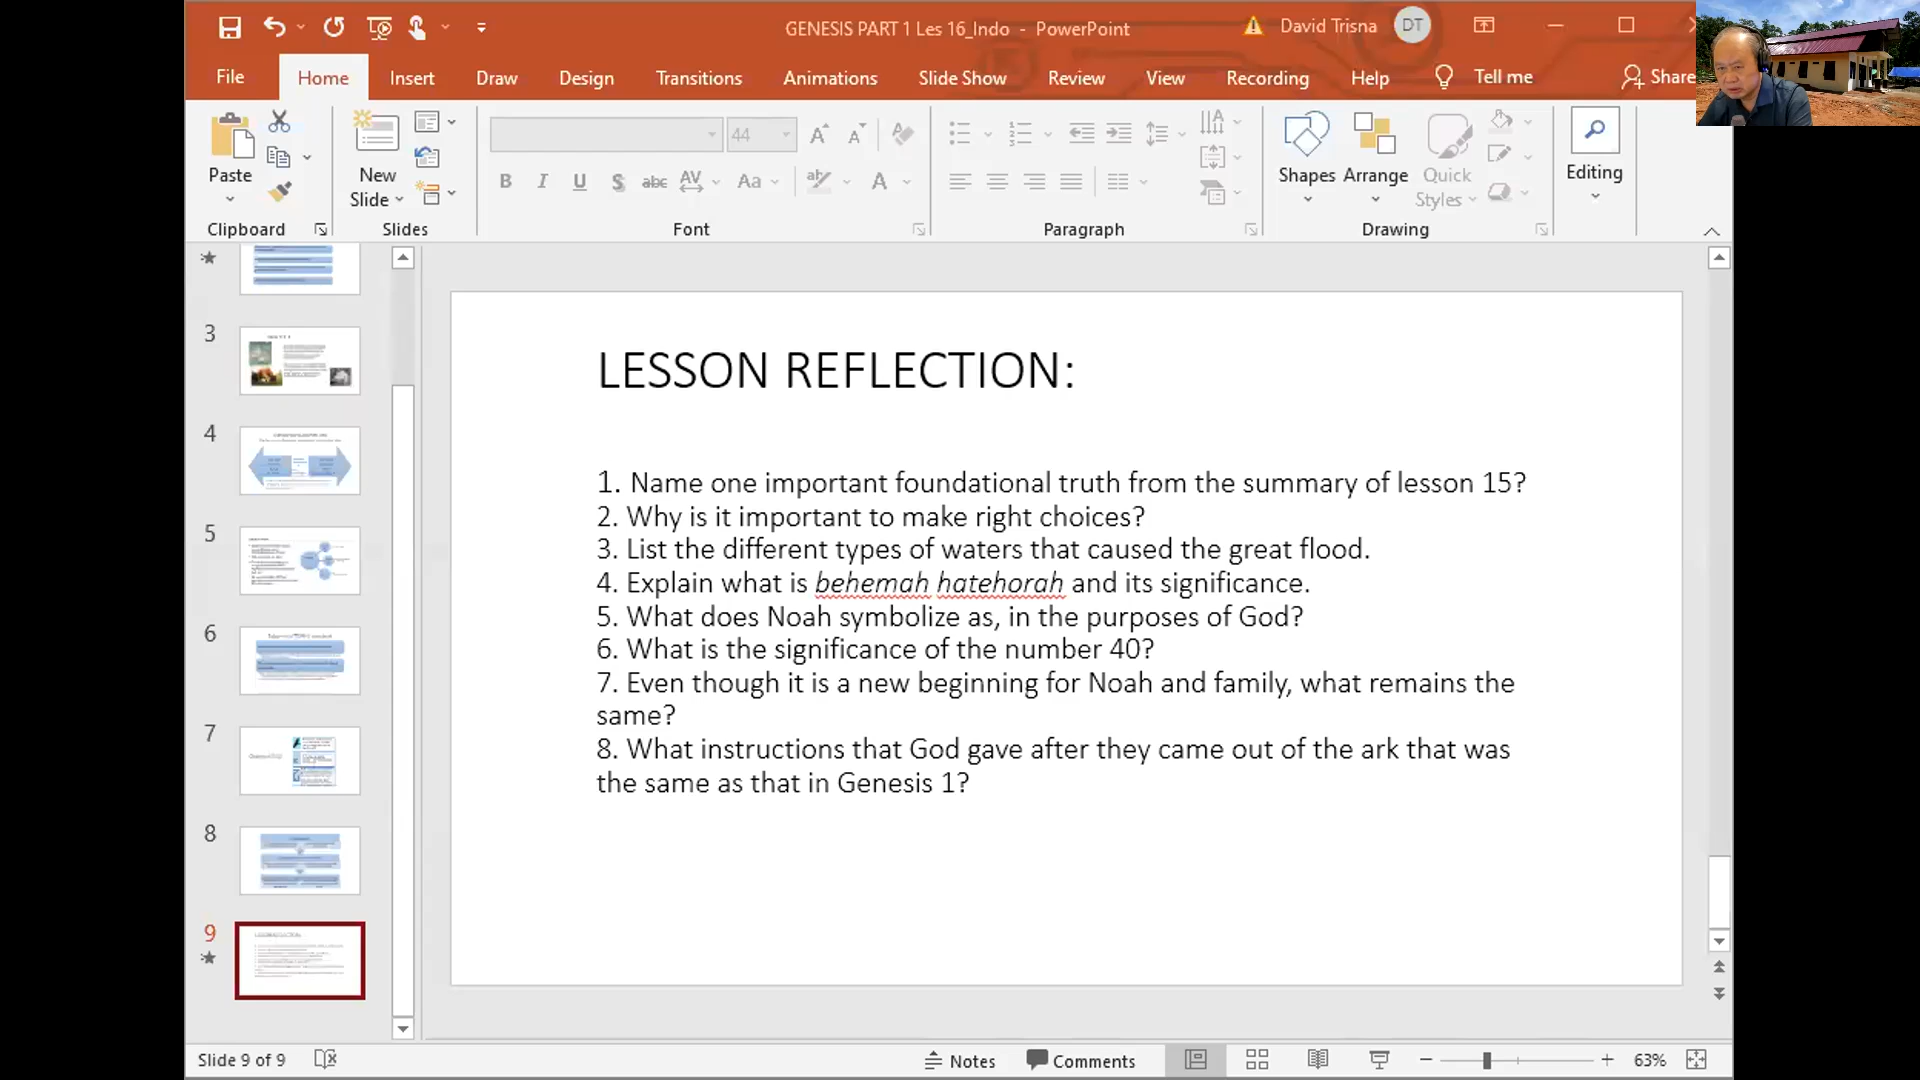 GENESIS PART 1 Les 16_Indo - PowerPoint
David Trisna
DT
File
Home
Insert
Draw
Design
Transitions
Animations
Slide Show
Review
View
Recording
Help
Tell me
Share
Paste
New
Slide
44
Shapes
Arrange
Quick
Styles
Editing
Clipboard
Slides
Font
Paragraph
Drawing
3
4
5
6
7
8
9
LESSON REFLECTION:
1. Name one important foundational truth from the summary of lesson 15?
2. Why is it important to make right choices?
3. List the different types of waters that caused the great flood.
4. Explain what is behemah hatehorah and its significance.
5. What does Noah symbolize as, in the purposes of God?
6. What is the significance of the number 40?
7. Even though it is a new beginning for Noah and family, what remains the
same?
8. What instructions that God gave after they came out of the ark that was
the same as that in Genesis 1?
Slide 9 of 9
Notes
Comments
63%